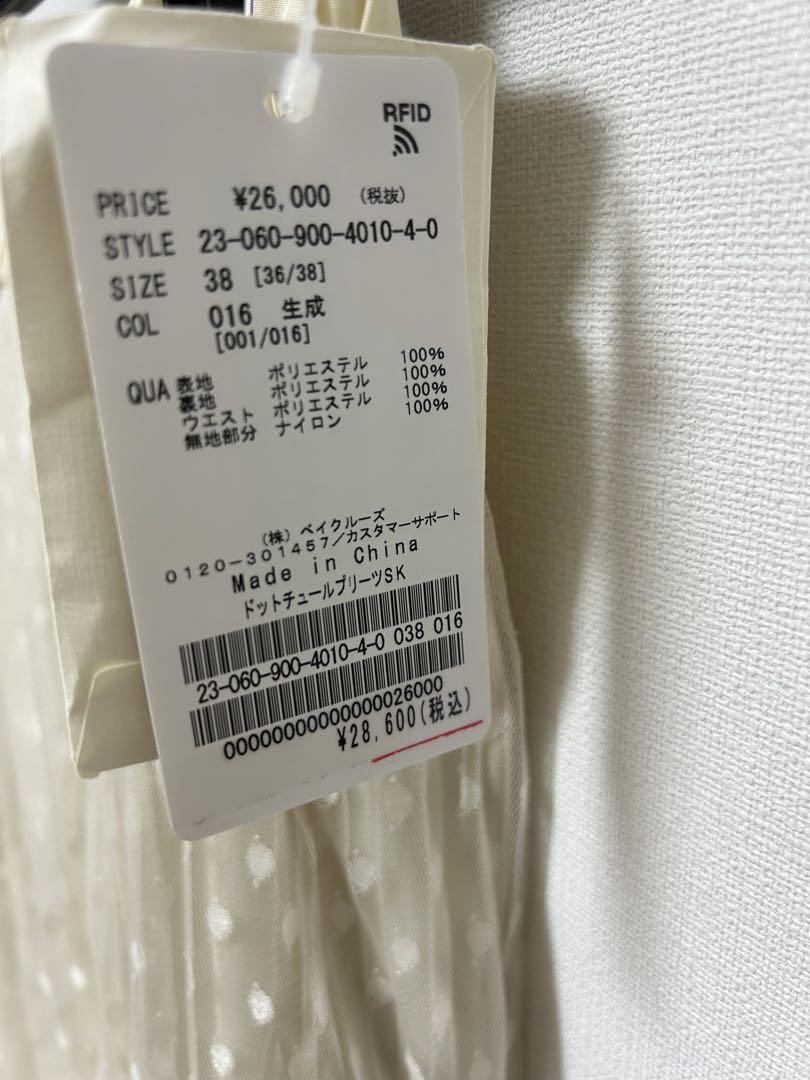 RFID
PRICE ¥26,000 (税抜)
STYLE 23-060-900-4010-4-0
SIZE 38 [36/38]
COL 016 生成
[001/016]
QUA 表地 ポリエステル 100%
裏地 ポリエステル 100%
ウエスト ポリエステル 100%
無地部分 ナイロン 100%
(株) ベイクルーズ
0120-301457/カスタマーサポート
Made in China
ドットチュールプリーツSK
23-060-900-4010-4-0 038 016
00000000000000026000
¥28,600(税込)